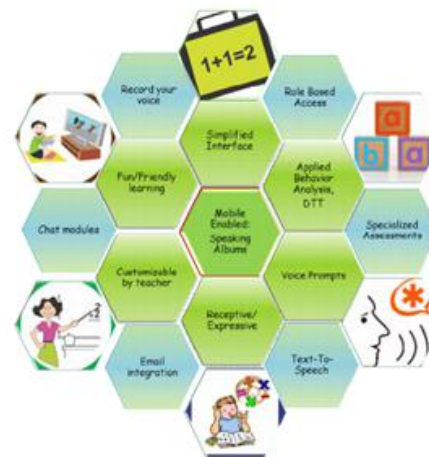 1+1=2
Record your
voice
Role Based
Access
Simplified
Interface
a
b a
Fun/Friendly
learning
Applied
Behavior
Analysis,
DTT
Mobile
Enabled:
Speaking
Albums
Chat modules
Specialized
Assessments
Customizable
by teacher
Voice Prompts
Receptive/
Expressive
Email
integration
Text-To-
Speech